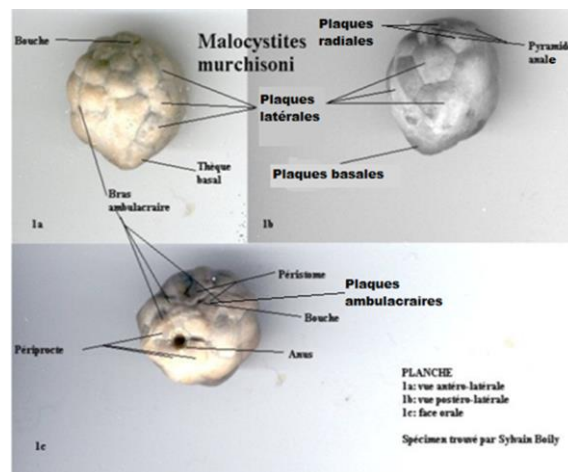 Bouche
Malocystites
murchisoni
Plaques
radiales
Pyramide
anale
Plaques
latérales
Thèque
basal
Plaques basales
Bras
ambulacraire
1a
1b
Péristome
Plaques
ambulacraires
Bouche
Périprocte
Anus
PLANCHE
1a: vue antéro-latérale
1b: vue postéro-latérale
1c: face orale
Spécimen trouvé par Sylvain Boily
1c